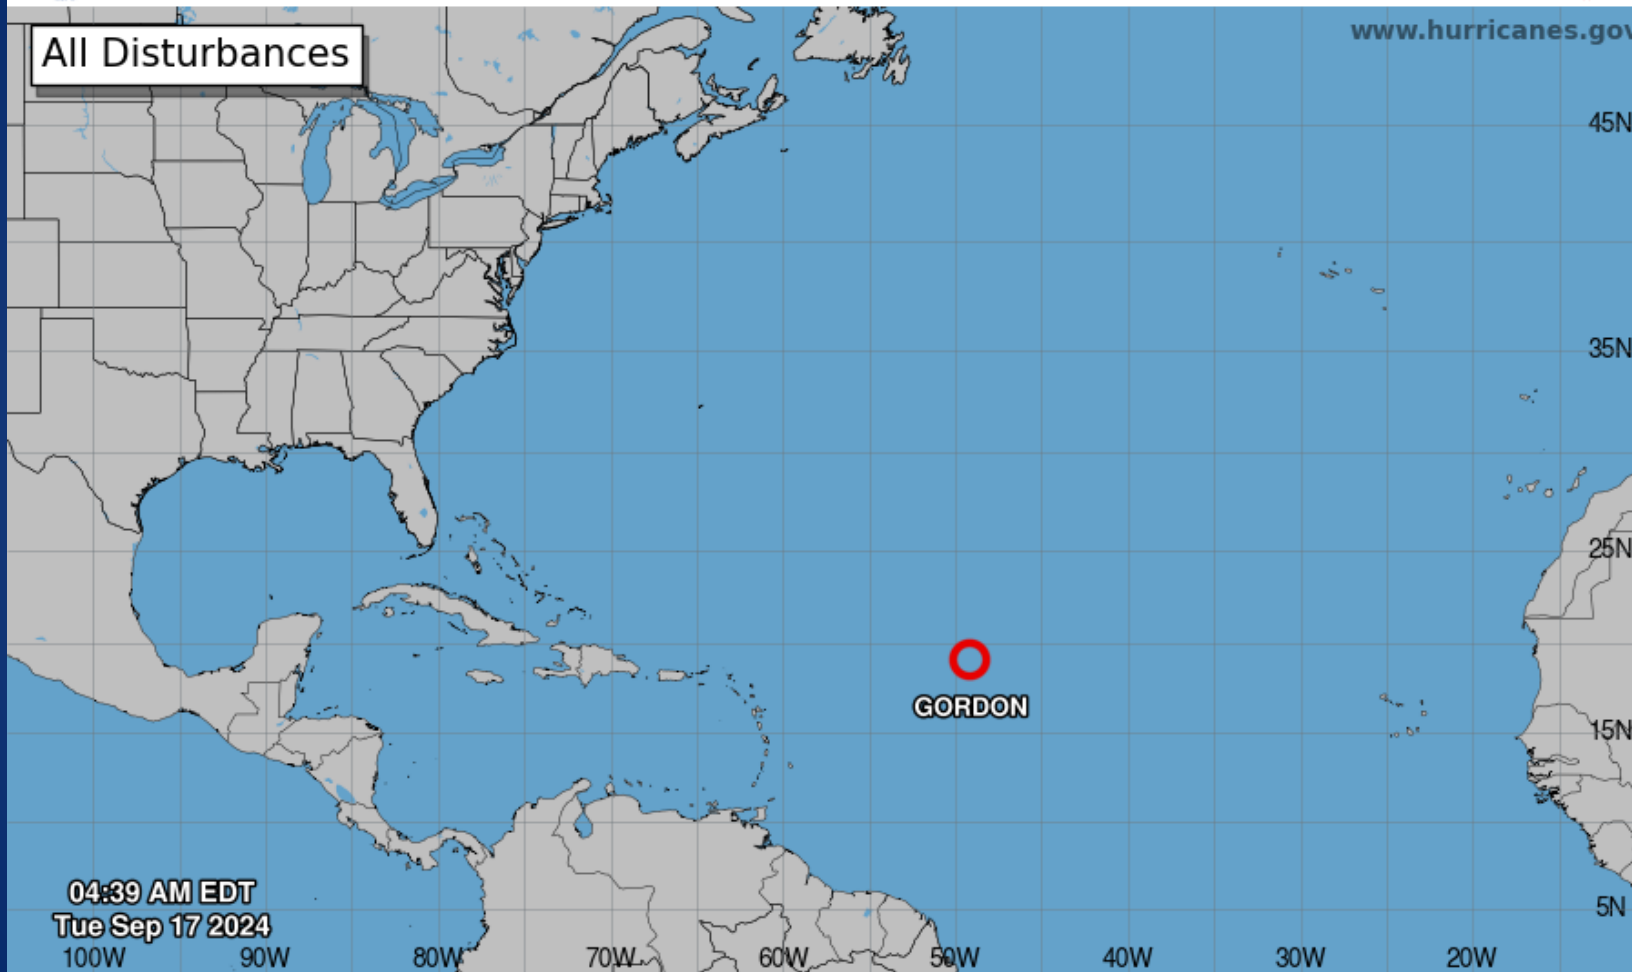 All Disturbances
www.hurricanes.gov
45N
35N
25N
GORDON
15N
04:39 AM EDT
Tue Sep 17 2024
5N
100W
90W
80W
70W
60W
50W
40W
30W
20W